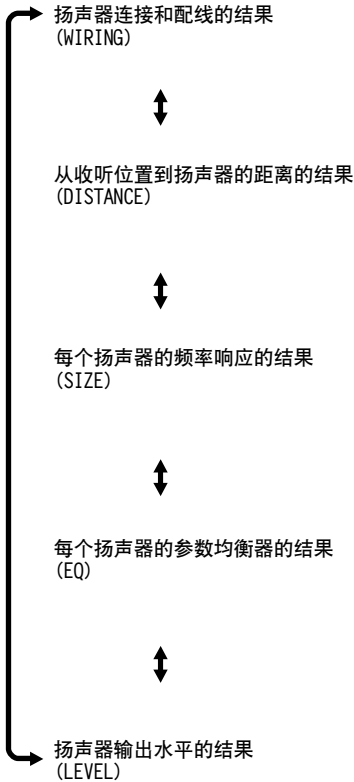 扬声器连接和配线的结果
(WIRING)
从收听位置到扬声器的距离的结果
(DISTANCE)
每个扬声器的频率响应的结果
(SIZE)
每个扬声器的参数均衡器的结果
(EQ)
扬声器输出水平的结果
(LEVEL)